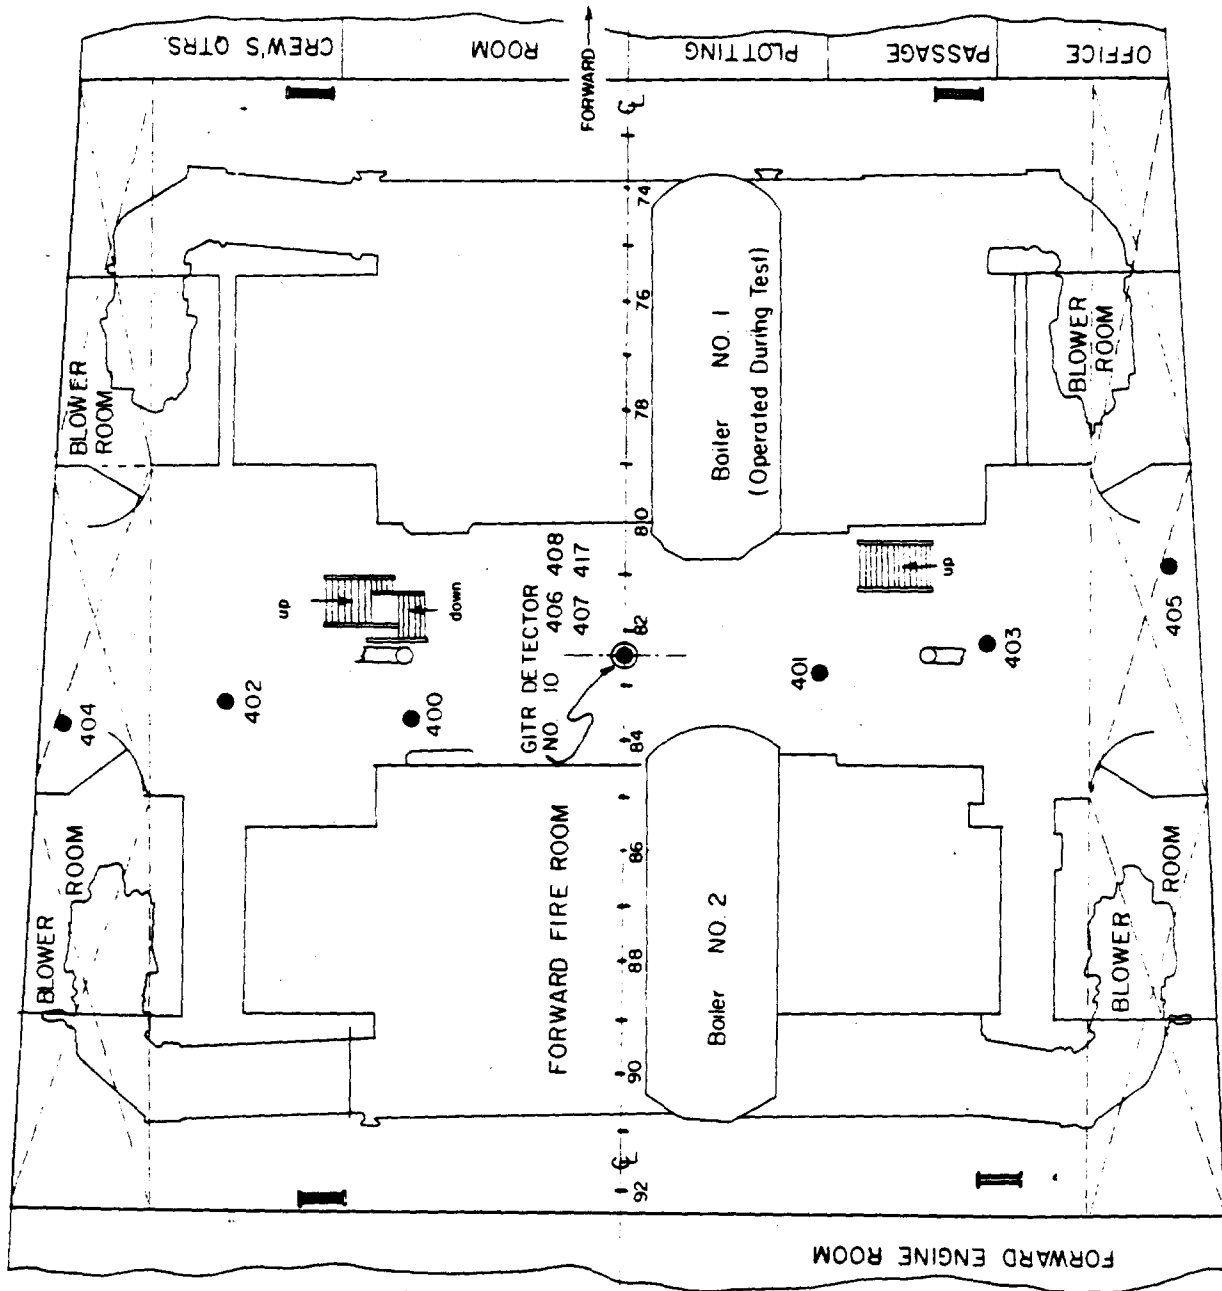 CREW'S QTRS.
ROOM
FORWARD
PLOTTING
PASSAGE
OFFICE
℄
74
76
78
80
82
84
86
88
90
92
℄
BLOWER
ROOM
BLOWER
ROOM
Boiler NO. 1
(Operated During Test)
up
down
GITR DETECTOR
NO 10 406 408
407 417
up
404
402
400
401
403
405
BLOWER
ROOM
FORWARD FIRE ROOM
Boiler NO. 2
BLOWER
ROOM
FORWARD ENGINE ROOM